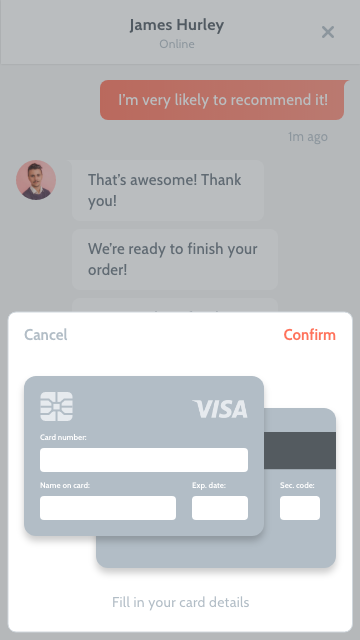 James Hurley
Online
I'm very likely to recommend it!
1m ago
That's awesome! Thank
you!
We're ready to finish your
order!
Cancel
Confirm
VISA
Card number:
Name on card:
Exp. date:
Sec. code:
Fill in your card details